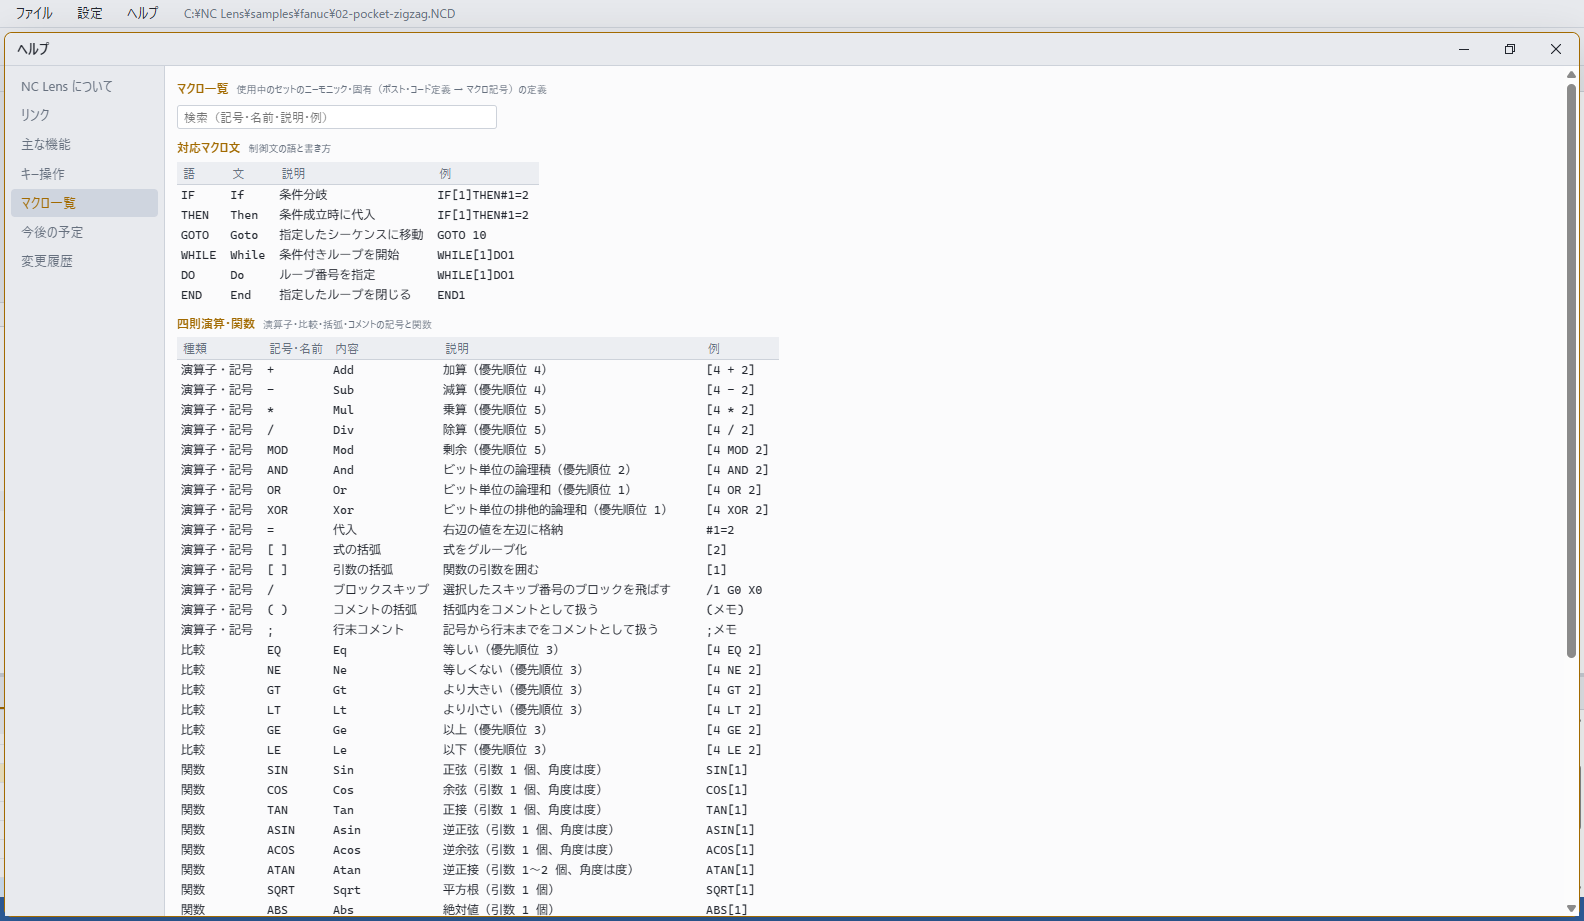 ファイル 設定 ヘルプ C:¥NC Lens¥samples¥fanuc¥02-pocket-zigzag.NCD
ヘルプ
NC Lens について
リンク
主な機能
キー操作
マクロ一覧
今後の予定
変更履歴
マクロ一覧 使用中のセットのニーモニック・固有（ポスト・コード定義 → マクロ記号）の定義
検索（記号・名前・説明・例）
対応マクロ文 制御文の語と書き方
語 文 説明 例
IF If 条件分岐 IF[1]THEN#1=2
THEN Then 条件成立時に代入 IF[1]THEN#1=2
GOTO Goto 指定したシーケンスに移動 GOTO 10
WHILE While 条件付きループを開始 WHILE[1]DO1
DO Do ループ番号を指定 WHILE[1]DO1
END End 指定したループを閉じる END1
四則演算・関数 演算子・比較・括弧・コメントの記号と関数
種類 記号・名前 内容 説明 例
演算子・記号 + Add 加算（優先順位 4） [4 + 2]
演算子・記号 - Sub 減算（優先順位 4） [4 - 2]
演算子・記号 * Mul 乗算（優先順位 5） [4 * 2]
演算子・記号 / Div 除算（優先順位 5） [4 / 2]
演算子・記号 MOD Mod 剰余（優先順位 5） [4 MOD 2]
演算子・記号 AND And ビット単位の論理積（優先順位 2） [4 AND 2]
演算子・記号 OR Or ビット単位の論理和（優先順位 1） [4 OR 2]
演算子・記号 XOR Xor ビット単位の排他的論理和（優先順位 1） [4 XOR 2]
演算子・記号 = 代入 右辺の値を左辺に格納 #1=2
演算子・記号 [ ] 式の括弧 式をグループ化 [2]
演算子・記号 [ ] 引数の括弧 関数の引数を囲む [1]
演算子・記号 / ブロックスキップ 選択したスキップ番号のブロックを飛ばす /1 G0 X0
演算子・記号 ( ) コメントの括弧 括弧内をコメントとして扱う (メモ)
演算子・記号 ; 行末コメント 記号から行末までをコメントとして扱う ;メモ
比較 EQ Eq 等しい（優先順位 3） [4 EQ 2]
比較 NE Ne 等しくない（優先順位 3） [4 NE 2]
比較 GT Gt より大きい（優先順位 3） [4 GT 2]
比較 LT Lt より小さい（優先順位 3） [4 LT 2]
比較 GE Ge 以上（優先順位 3） [4 GE 2]
比較 LE Le 以下（優先順位 3） [4 LE 2]
関数 SIN Sin 正弦（引数 1 個、角度は度） SIN[1]
関数 COS Cos 余弦（引数 1 個、角度は度） COS[1]
関数 TAN Tan 正接（引数 1 個、角度は度） TAN[1]
関数 ASIN Asin 逆正弦（引数 1 個、角度は度） ASIN[1]
関数 ACOS Acos 逆余弦（引数 1 個、角度は度） ACOS[1]
関数 ATAN Atan 逆正接（引数 1～2 個、角度は度） ATAN[1]
関数 SQRT Sqrt 平方根（引数 1 個） SQRT[1]
関数 ABS Abs 絶対値（引数 1 個） ABS[1]